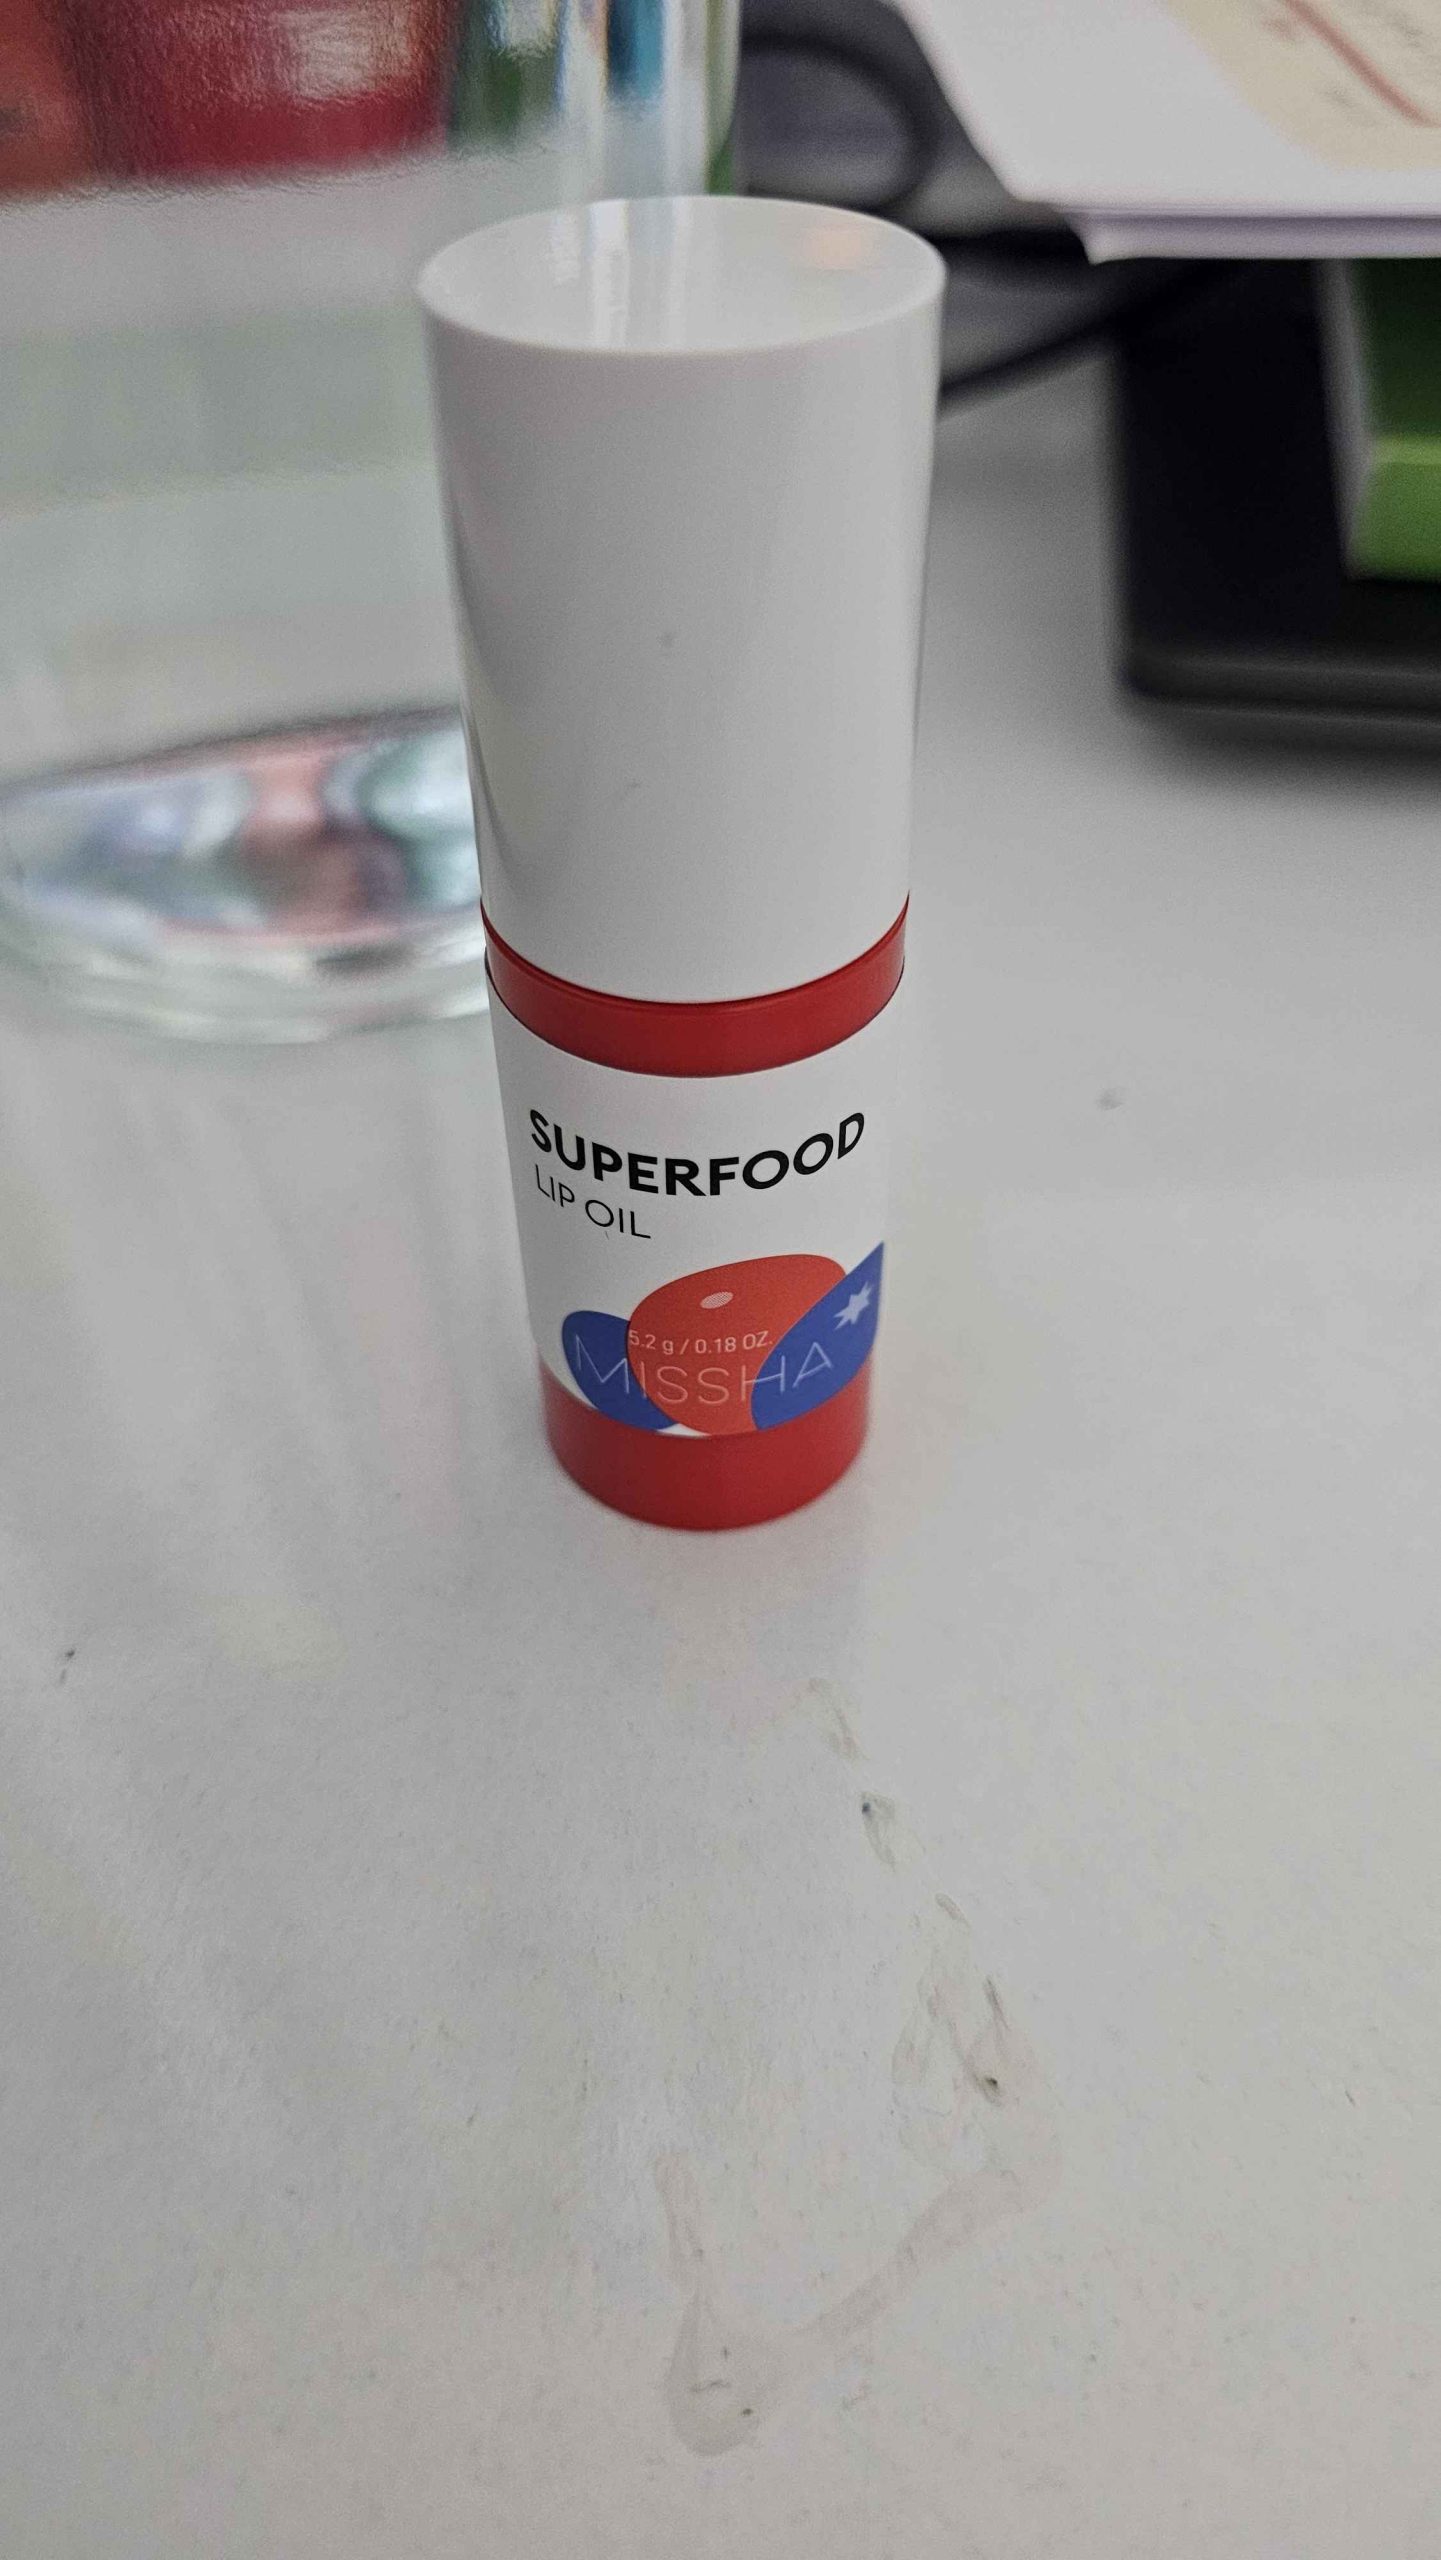 SUPERFOOD
LIP OIL
5.2 g / 0.18 OZ.
MISSHA